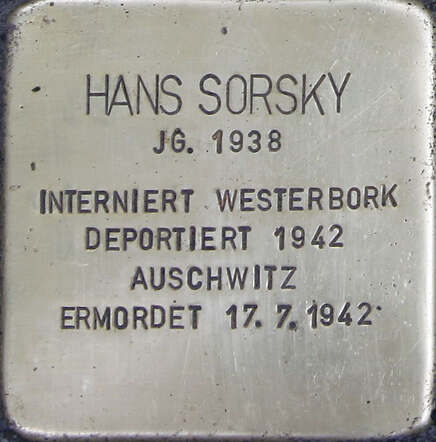 HANS SORSKY
JG. 1938
INTERNIERT WESTERBORK
DEPORTIERT 1942
AUSCHWITZ
ERMORDET 17. 7. 1942